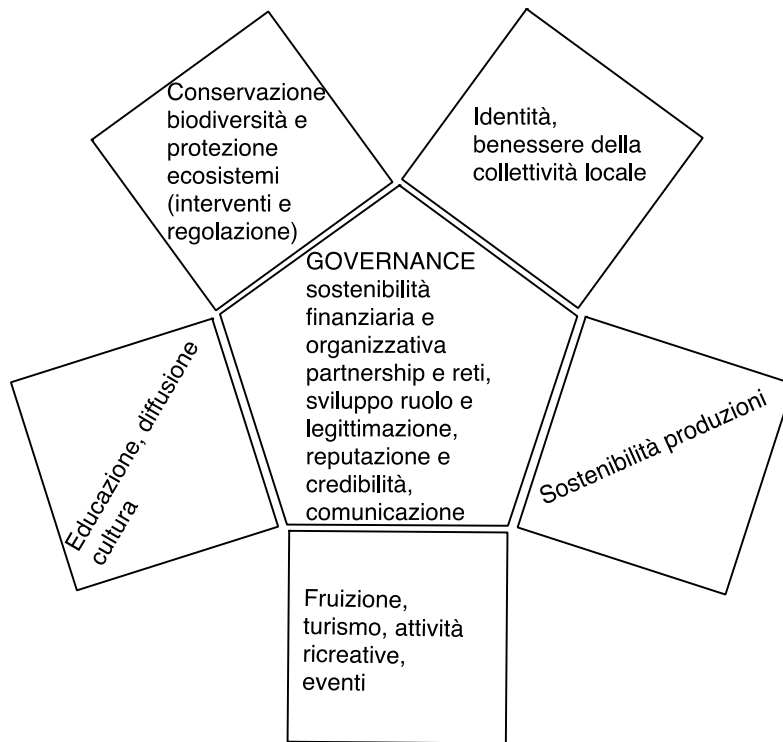 Conservazione
biodiversità e
protezione
ecosistemi
(interventi e
regolazione)
Identità,
benessere della
collettività locale
GOVERNANCE
sostenibilità
finanziaria e
organizzativa
partnership e reti,
sviluppo ruolo e
legittimazione,
reputazione e
credibilità,
comunicazione
Educazione, diffusione
cultura
Sostenibilità produzioni
Fruizione,
turismo, attività
ricreative,
eventi